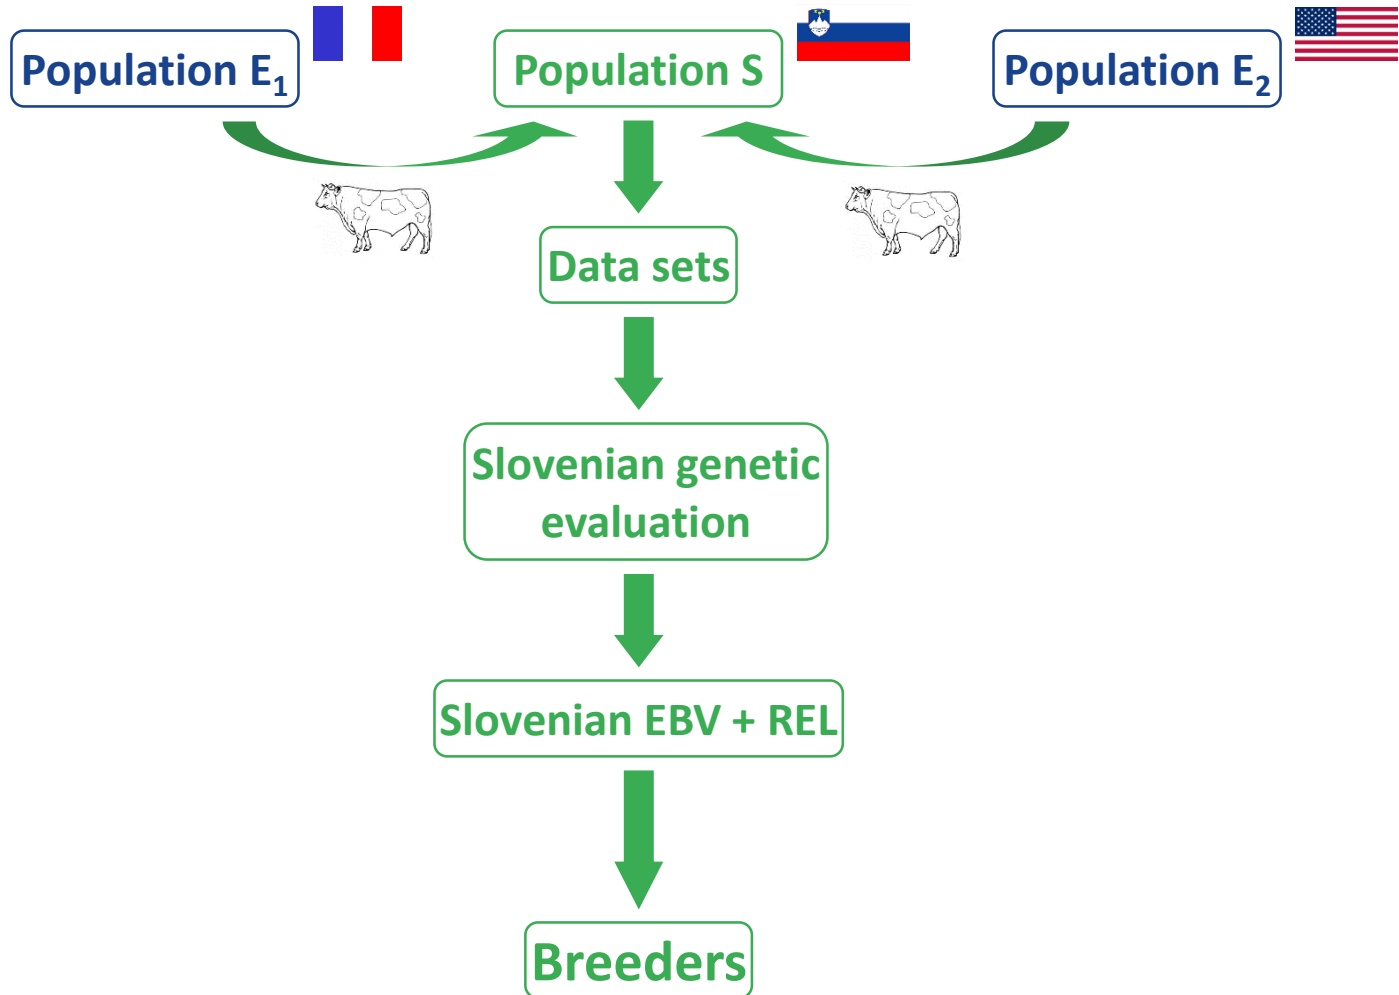 Population E₁
Population S
Population E₂
Data sets
Slovenian genetic
evaluation
Slovenian EBV + REL
Breeders